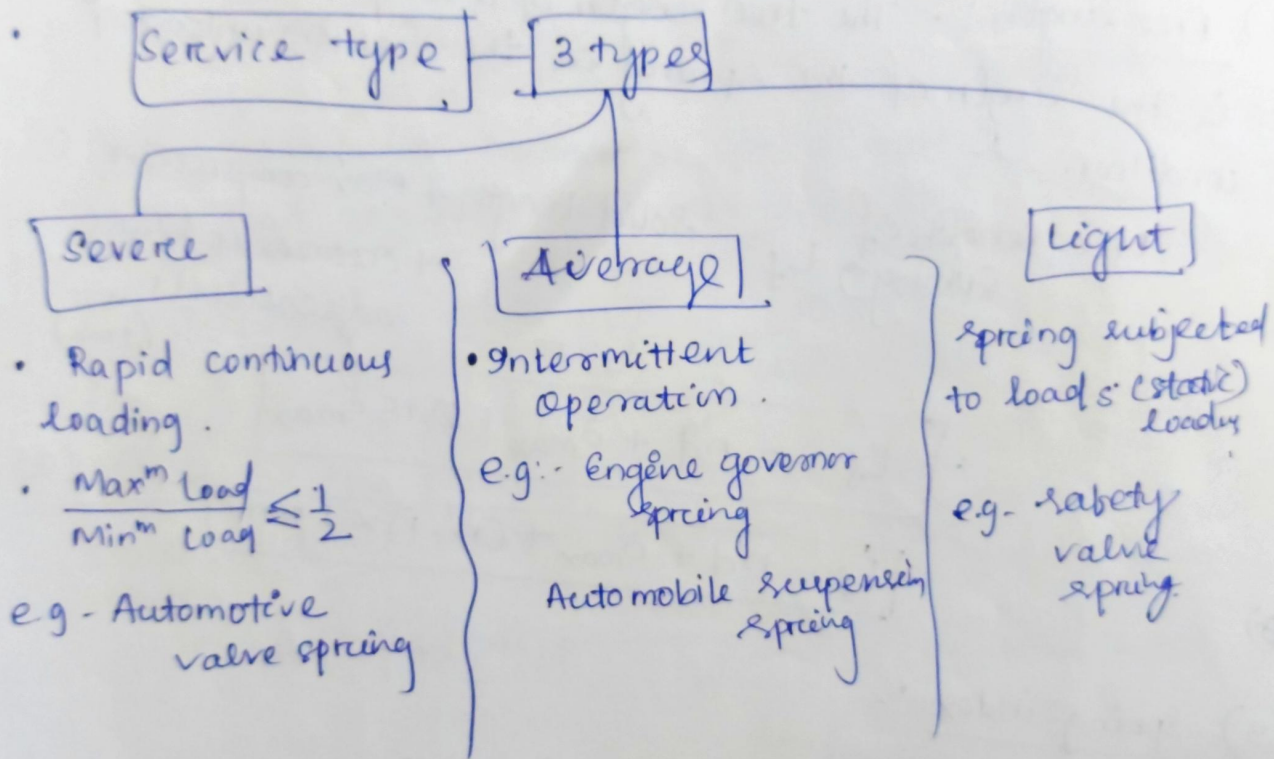 Service type
3 types
Severe
• Rapid continuous
loading.
• Maxᵐ Load / Minᵐ Load ≤ 1/2
e.g - Automotive
valve spring
Average
• Intermittent
operation.
e.g:- Engine governor
spring
Automobile suspension
spring
Light
spring subjected
to loads (static)
loads
e.g- safety
valve
spring.